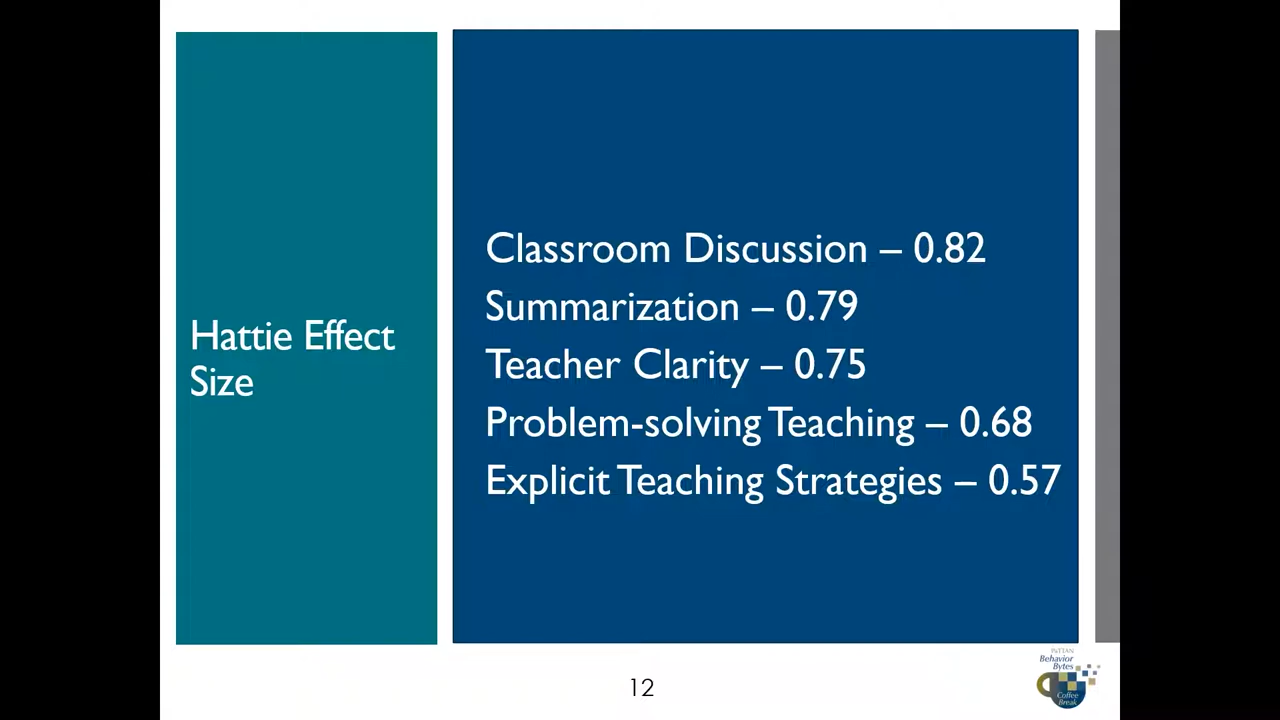 Hattie Effect
Size
Classroom Discussion – 0.82
Summarization – 0.79
Teacher Clarity – 0.75
Problem-solving Teaching – 0.68
Explicit Teaching Strategies – 0.57
12
PaTTAN
Behavior
Bytes
Coffee
Break